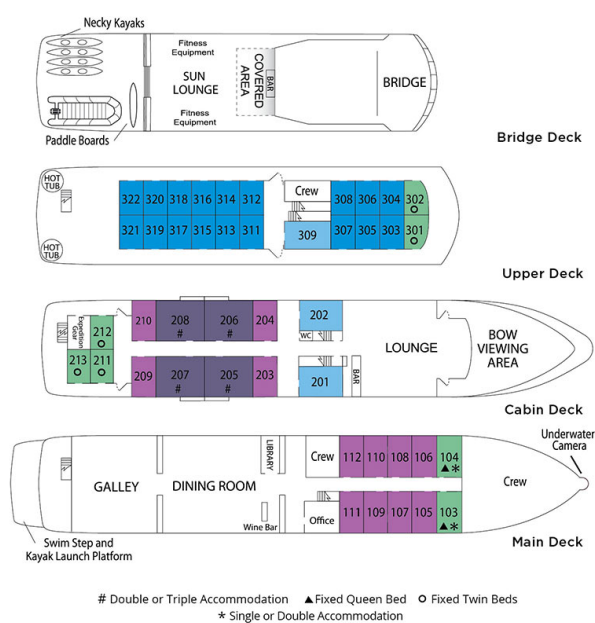 Necky Kayaks
Fitness
Equipment
SUN
LOUNGE
COVERED
AREA
BAR
BRIDGE
Fitness
Equipment
Paddle Boards
Bridge Deck
HOT
TUB
322 320 318 316 314 312
Crew
308 306 304 302
321 319 317 315 313 311
309
307 305 303 301
HOT
TUB
Upper Deck
Expedition
Gear
212
213 211
210 208 206 204
# #
202
WC
LOUNGE
BOW
VIEWING
AREA
209 207 205 203
# #
201
BAR
Cabin Deck
Underwater
Camera
LIBRARY
Crew
112 110 108 106 104
▲*
GALLEY
DINING ROOM
Crew
Wine Bar
Office
111 109 107 105 103
▲*
Main Deck
Swim Step and
Kayak Launch Platform
# Double or Triple Accommodation ▲Fixed Queen Bed O Fixed Twin Beds
* Single or Double Accommodation